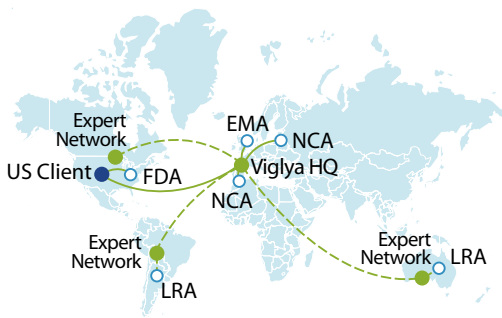 Expert
Network
EMA
NCA
US Client
FDA
Viglya HQ
NCA
Expert
Network
LRA
Expert
Network
LRA